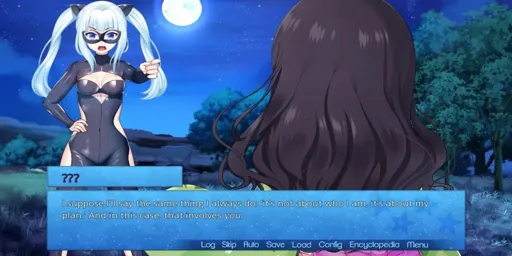 ???
I suppose I'll say the same thing I always do: it's not about who I am, it's about my
plan. And in this case, that involves you.
Log Skip Auto Save Load Config Encyclopedia Menu